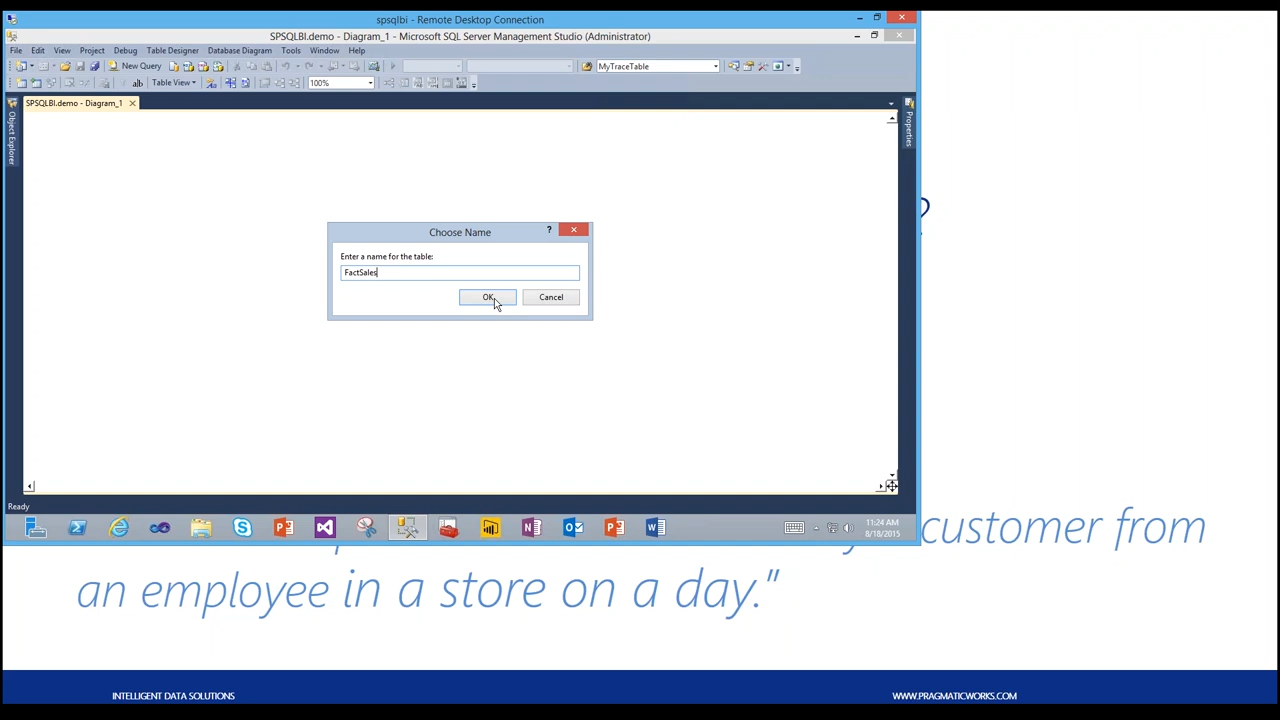 spsqlbi - Remote Desktop Connection
SPSQLBI.demo - Diagram_1 - Microsoft SQL Server Management Studio (Administrator)
File Edit View Project Debug Table Designer Database Diagram Tools Window Help
New Query MyTraceTable
Table View 100%
SPSQLBI.demo - Diagram_1
Object Explorer
Properties
Choose Name
Enter a name for the table:
FactSales
OK Cancel
Ready
11:24 AM
8/18/2015
customer from
an employee in a store on a day."
INTELLIGENT DATA SOLUTIONS
WWW.PRAGMATICWORKS.COM